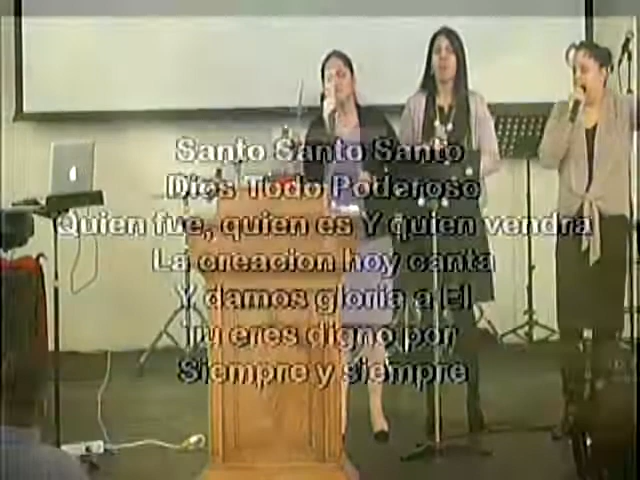 Santo Santo Santo
Dios Todo Poderoso
Quien fue, quien es Y quien vendra
La creacion hoy canta
Y damos gloria a El
Tu eres digno por
Siempre y siempre